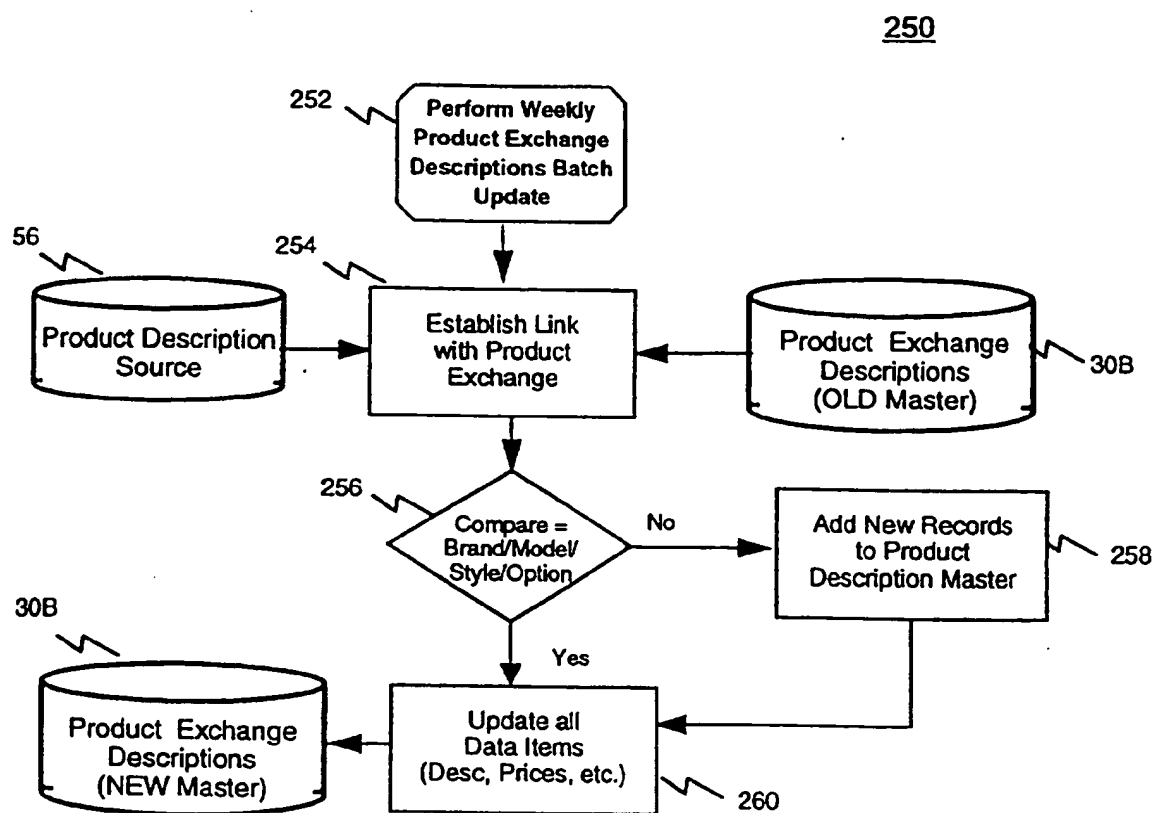 250
252
Perform Weekly
Product Exchange
Descriptions Batch
Update
56
254
Product Description
Source
Establish Link
with Product
Exchange
Product Exchange
Descriptions
(OLD Master)
30B
256
Compare =
Brand/Model/
Style/Option
No
Add New Records
to Product
Description Master
258
30B
Yes
Product Exchange
Descriptions
(NEW Master)
Update all
Data Items
(Desc, Prices, etc.)
260